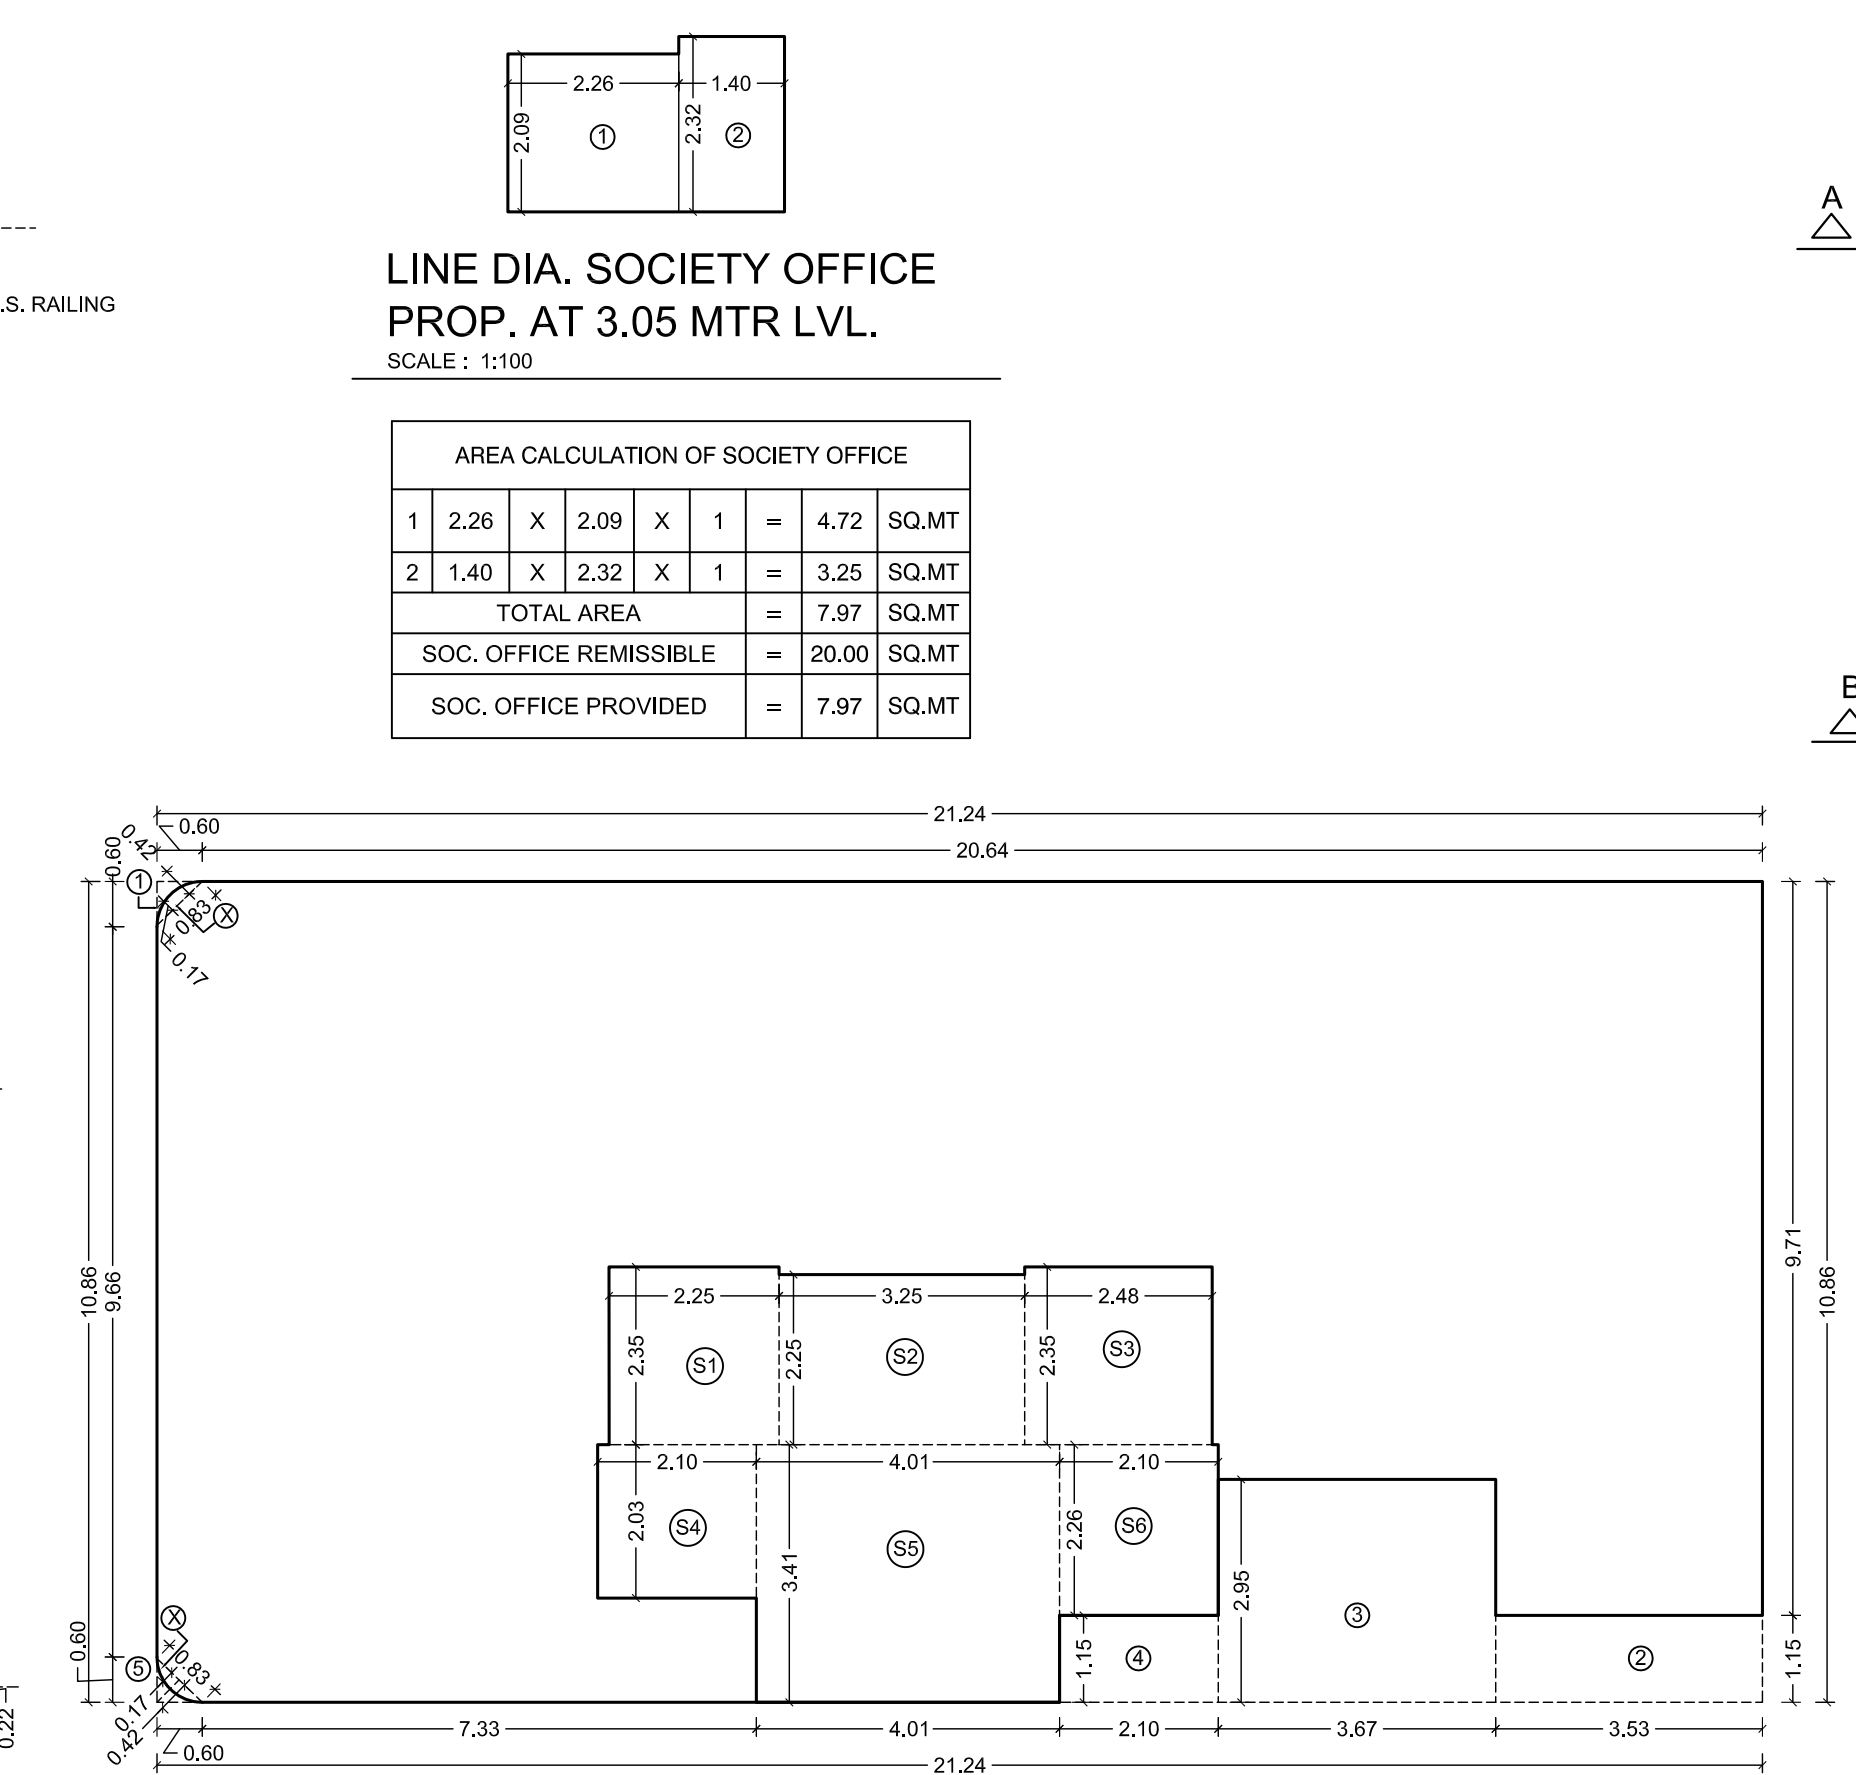 2.26
1.40
2.09
2.32
1
2
A
.S. RAILING
LINE DIA. SOCIETY OFFICE
PROP. AT 3.05 MTR LVL.
SCALE : 1:100
AREA CALCULATION OF SOCIETY OFFICE
1 2.26 X 2.09 X 1 = 4.72 SQ.MT
2 1.40 X 2.32 X 1 = 3.25 SQ.MT
TOTAL AREA = 7.97 SQ.MT
SOC. OFFICE REMISSIBLE = 20.00 SQ.MT
SOC. OFFICE PROVIDED = 7.97 SQ.MT
B
21.24
0.60
20.64
0.60
0.42
1
0.83
X
0.17
10.86
9.66
9.71
10.86
2.25
3.25
2.48
2.35
2.25
2.35
S1
S2
S3
2.10
4.01
2.10
2.03
3.41
2.26
S4
S5
S6
2.95
3
X
0.60
5
0.83
0.17
0.42
0.22
1.15
4
2
1.15
7.33
4.01
2.10
3.67
3.53
0.60
21.24